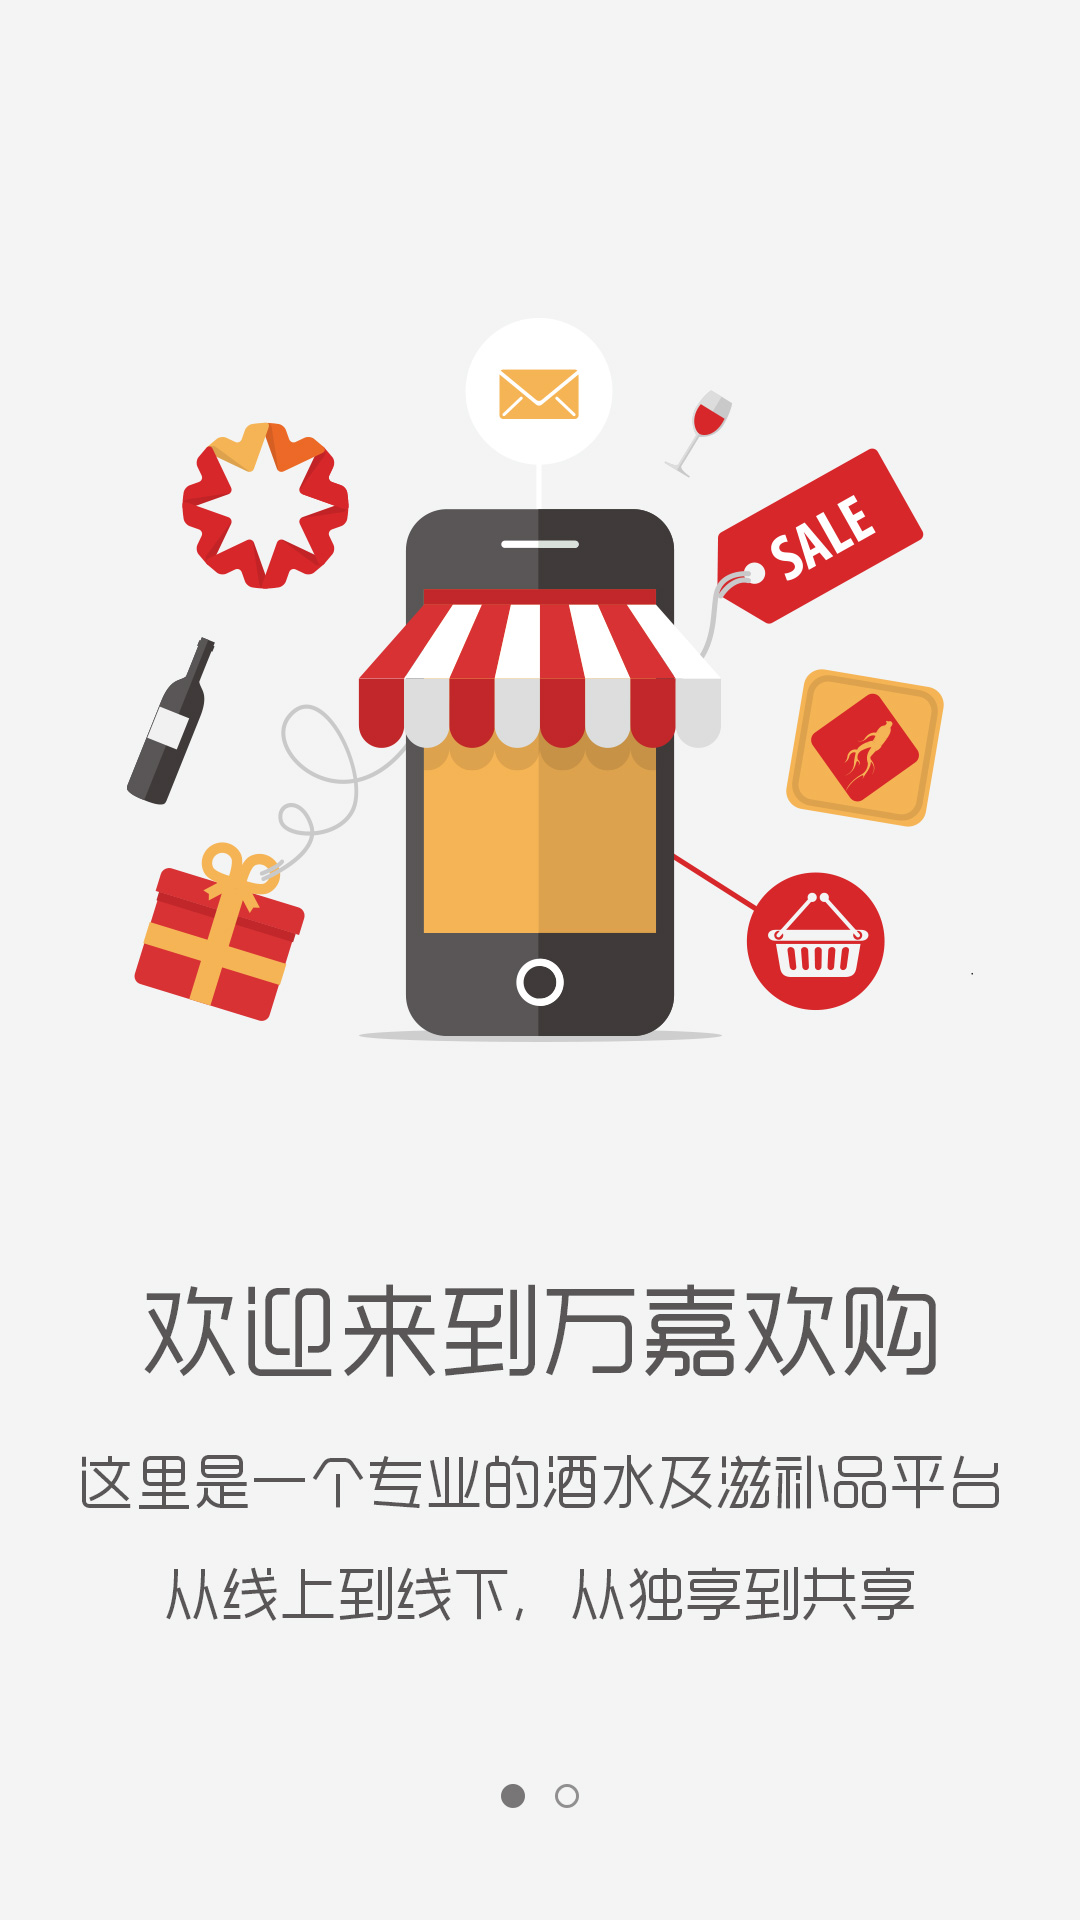 SALE
欢迎来到万嘉欢购
这里是一个专业的酒水及滋补品平台
从线上到线下，从独享到共享